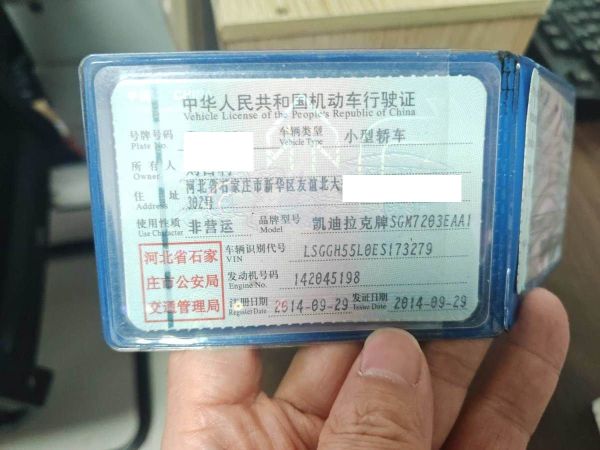 中华人民共和国机动车行驶证
Vehicle License of the People's Republic of China
号牌号码 车辆类型 小型轿车
Plate No. Vehicle Type
所有人
Owner
住址 河北省石家庄市新华区友谊北大
Address 302号
使用性质 非营运 品牌型号 凯迪拉克牌SGM7203EAA1
Use Character Model
河北省石家
庄市公安局
交通管理局
车辆识别代号 LSGGH55L0ES173279
VIN
发动机号码 142045198
Engine No.
注册日期 2014-09-29 发证日期 2014-09-29
Register Date Issue Date